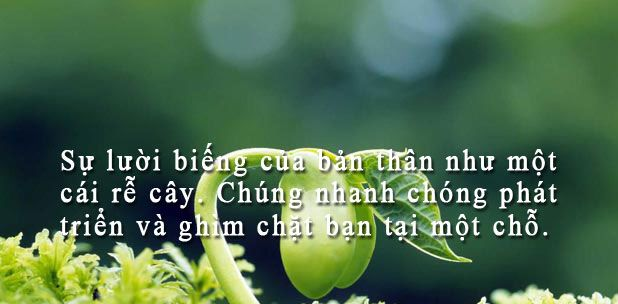 Sự lười biếng của bản thân như một
cái rễ cây. Chúng nhanh chóng phát
triển và ghìm chặt bạn tại một chỗ.